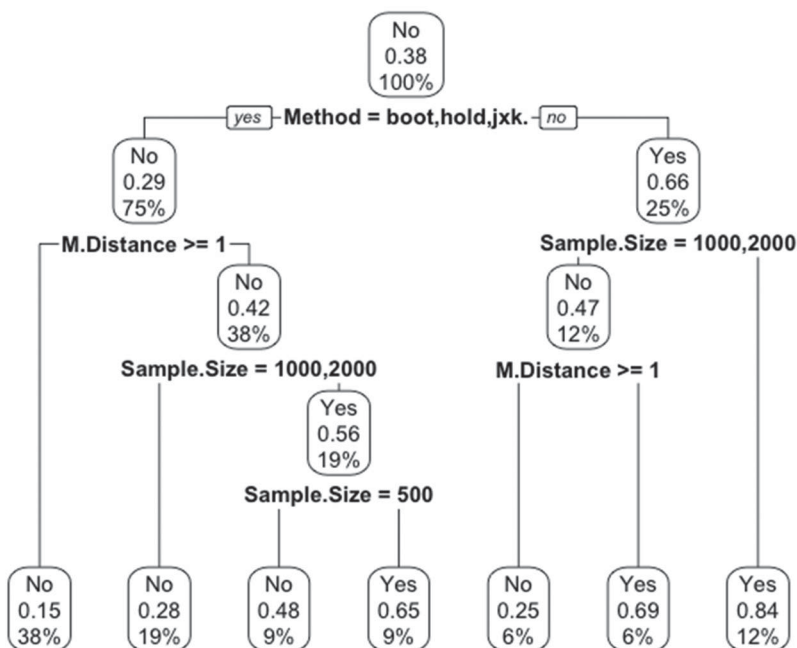 No
0.38
100%
yes Method = boot,hold,jxk. no
No
0.29
75%
Yes
0.66
25%
M.Distance >= 1
Sample.Size = 1000,2000
No
0.42
38%
No
0.47
12%
Sample.Size = 1000,2000
M.Distance >= 1
Yes
0.56
19%
Sample.Size = 500
No
0.15
38%
No
0.28
19%
No
0.48
9%
Yes
0.65
9%
No
0.25
6%
Yes
0.69
6%
Yes
0.84
12%